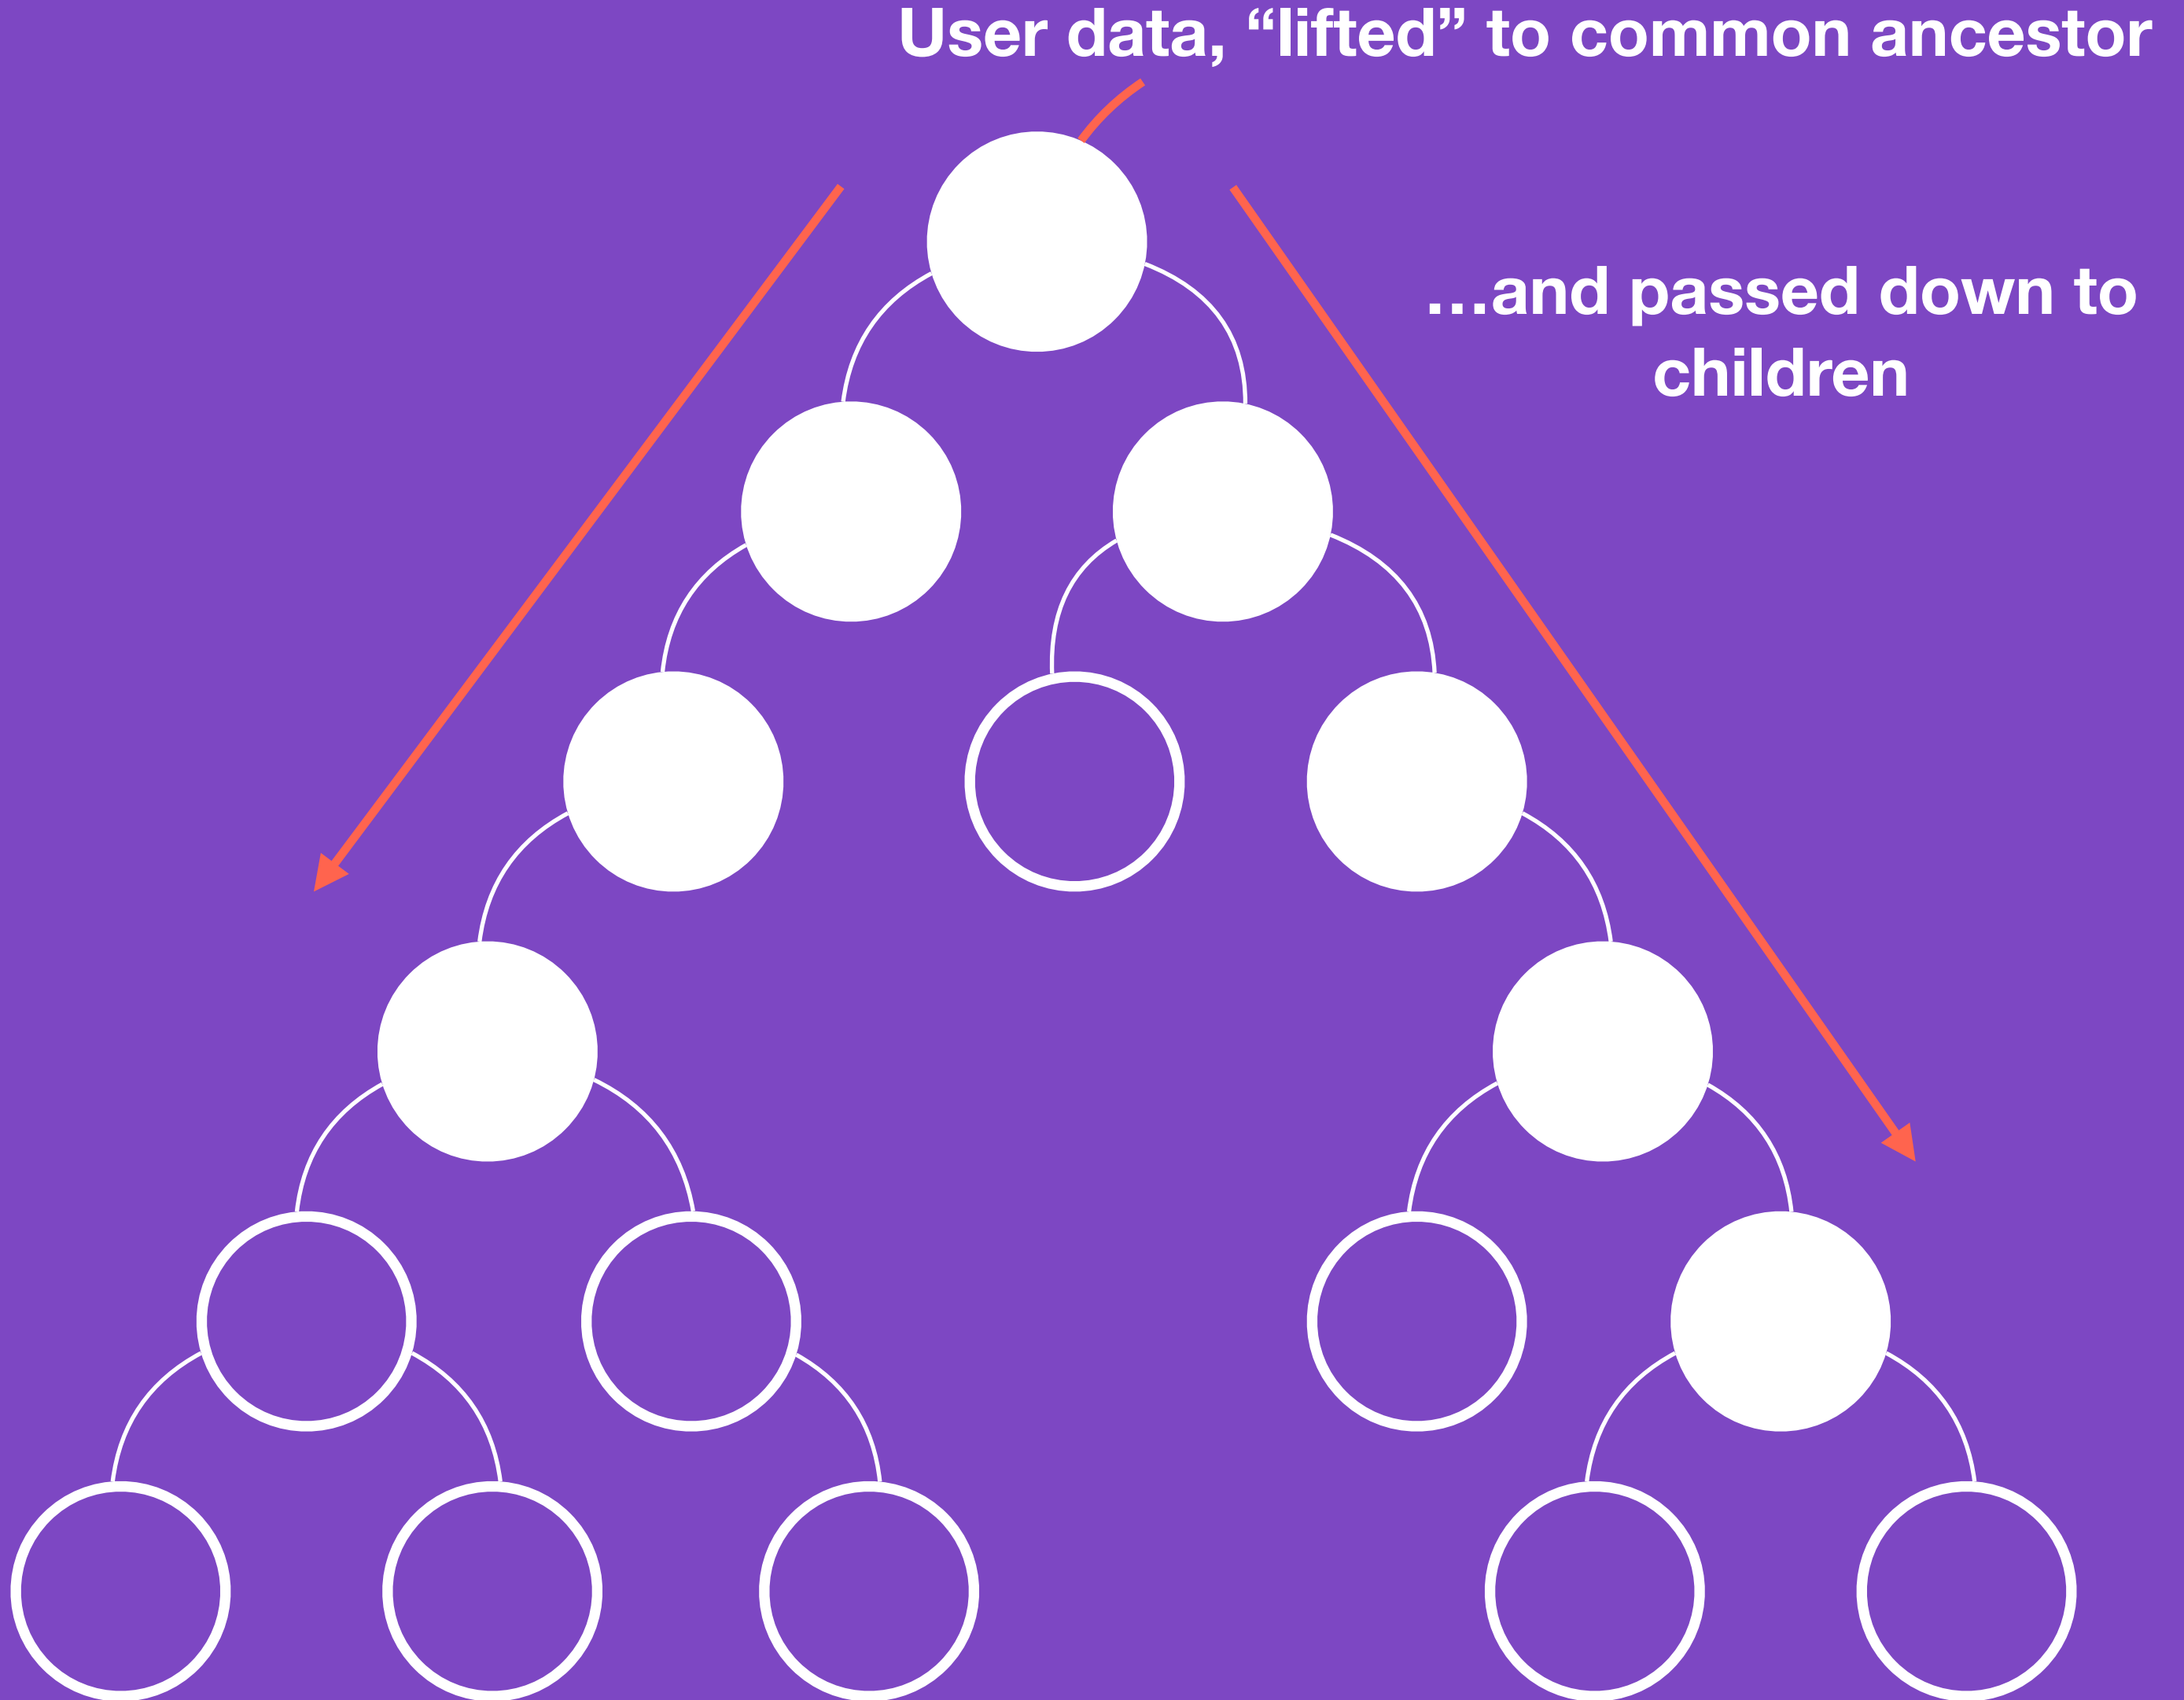 User data, “lifted” to common ancestor
...and passed down to
children